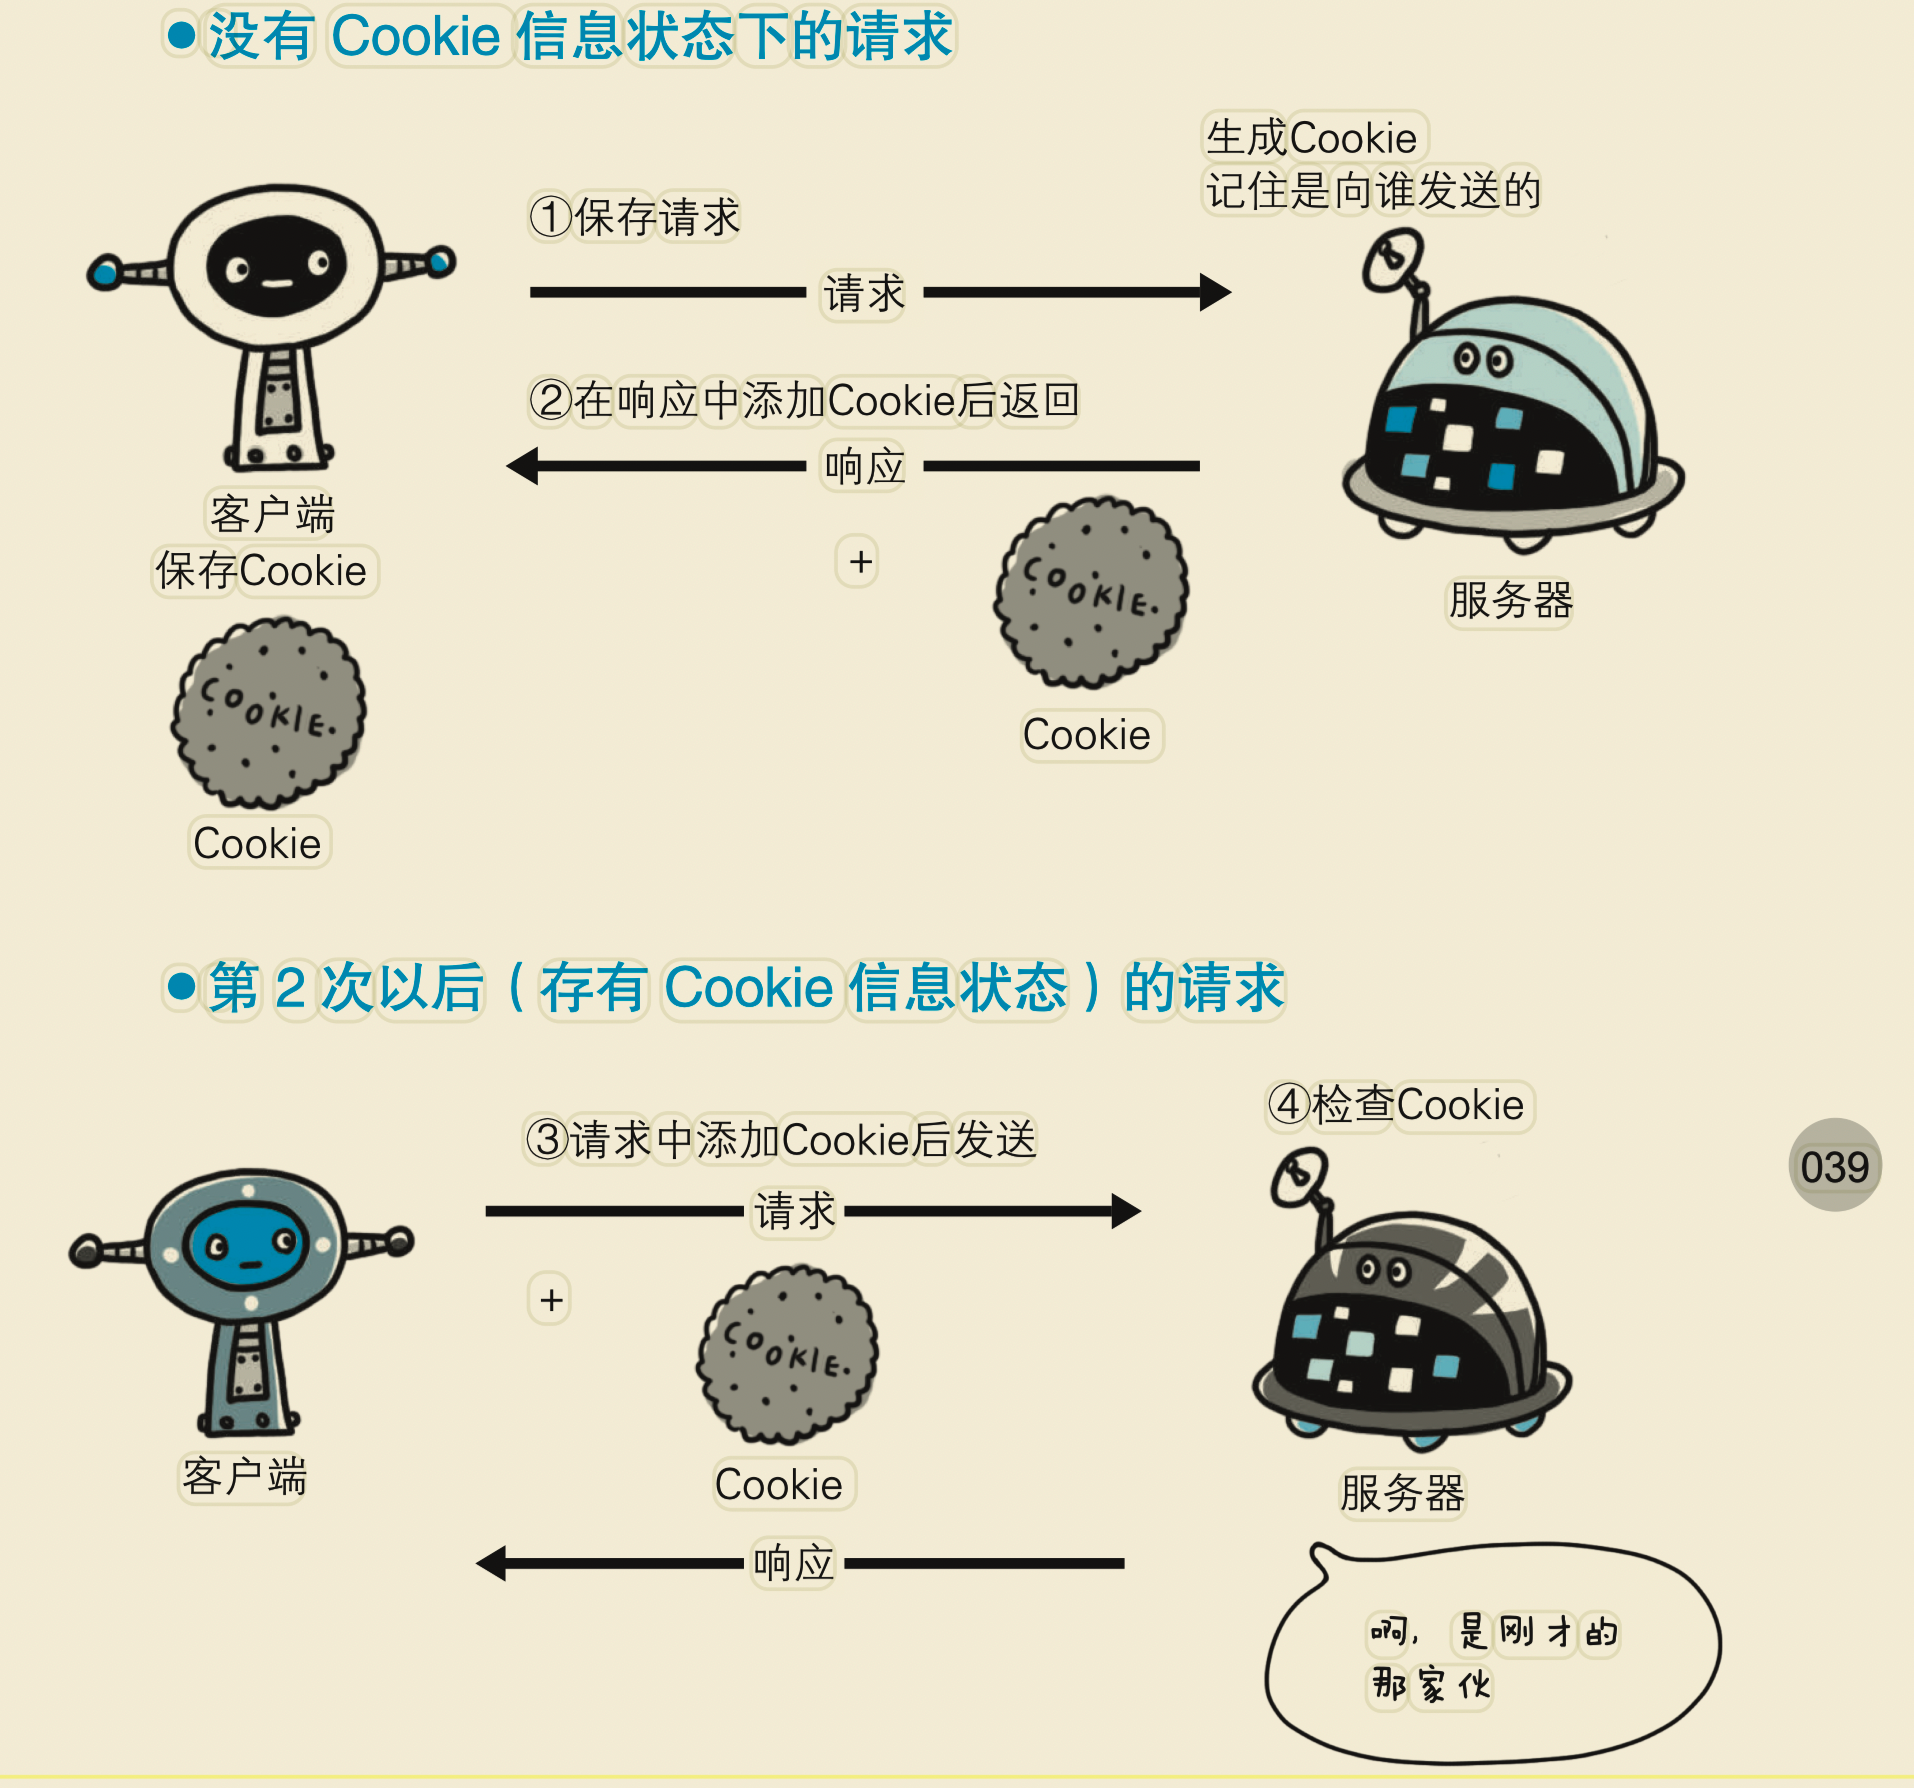 ●没有 Cookie 信息状态下的请求
生成Cookie
记住是向谁发送的
①保存请求
请求
②在响应中添加Cookie后返回
响应
客户端
保存Cookie
+
COOKIE.
Cookie
服务器
COOKIE.
Cookie
●第 2 次以后（存有 Cookie 信息状态）的请求
④检查Cookie
③请求中添加Cookie后发送
请求
039
+
COOKIE.
Cookie
客户端
服务器
响应
啊，是刚才的
那家伙